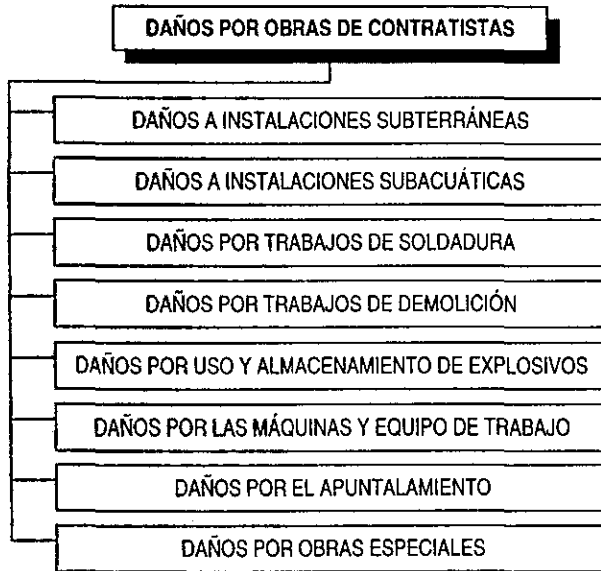 DAÑOS POR OBRAS DE CONTRATISTAS
DAÑOS A INSTALACIONES SUBTERRÁNEAS
DAÑOS A INSTALACIONES SUBACUÁTICAS
DAÑOS POR TRABAJOS DE SOLDADURA
DAÑOS POR TRABAJOS DE DEMOLICIÓN
DAÑOS POR USO Y ALMACENAMIENTO DE EXPLOSIVOS
DAÑOS POR LAS MÁQUINAS Y EQUIPO DE TRABAJO
DAÑOS POR EL APUNTALAMIENTO
DAÑOS POR OBRAS ESPECIALES